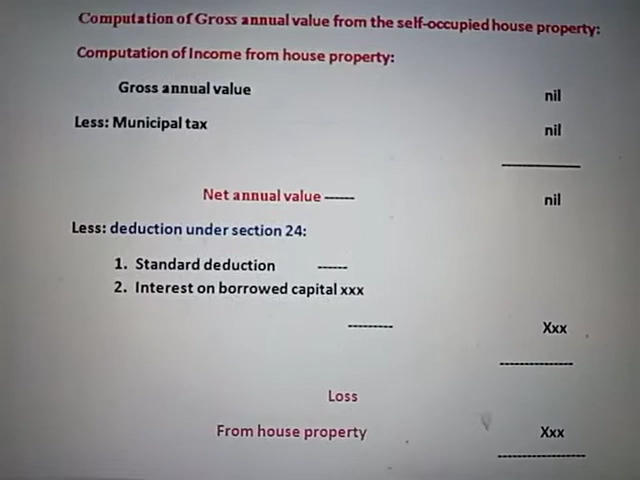 Computation of Gross annual value from the self-occupied house property:
Computation of Income from house property:
Gross annual value nil
Less: Municipal tax nil
Net annual value ------ nil
Less: deduction under section 24:
1. Standard deduction ------
2. Interest on borrowed capital xxx
--------- Xxx
---------------
Loss
From house property Xxx
------------------